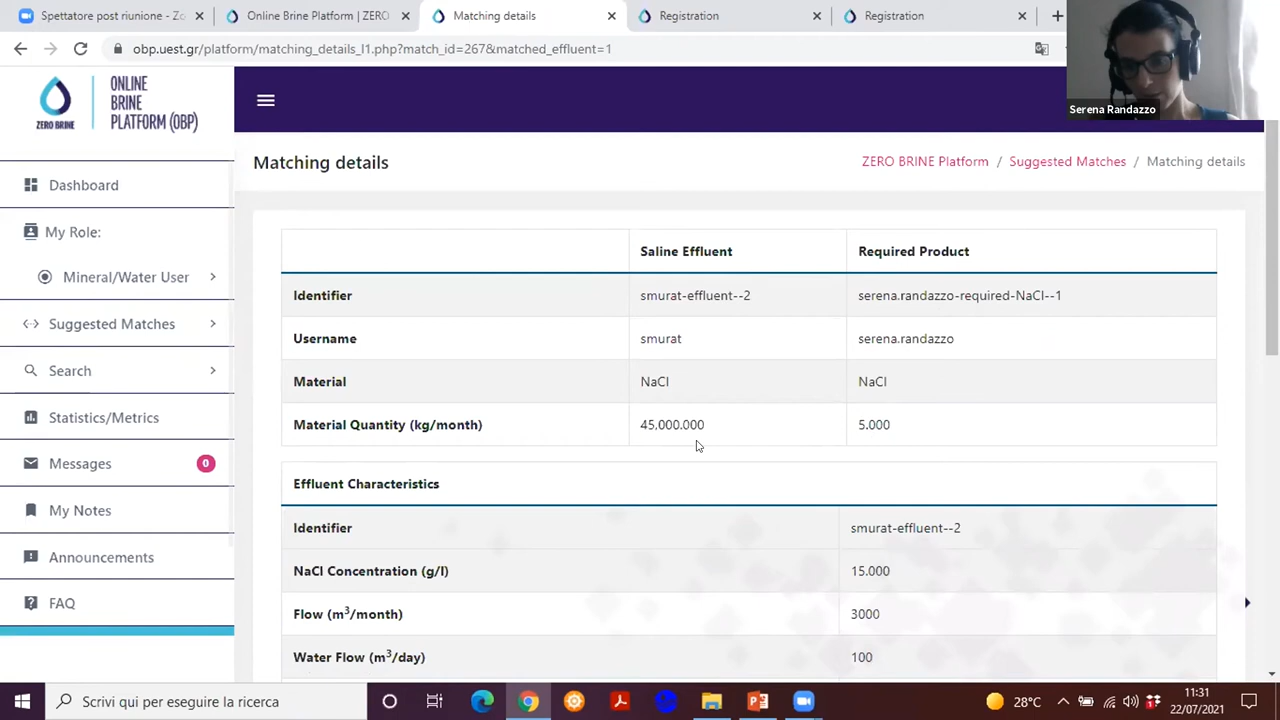 Spettatore post riunione - Zo
Online Brine Platform | ZERO
Matching details
Registration
Registration
obp.uest.gr/platform/matching_details_l1.php?match_id=267&matched_effluent=1
Serena Randazzo
ZERO BRINE
ONLINE
BRINE
PLATFORM (OBP)
Matching details
ZERO BRINE Platform / Suggested Matches / Matching details
Dashboard
My Role:
Mineral/Water User
Suggested Matches
Search
Statistics/Metrics
Messages 0
My Notes
Announcements
FAQ
Saline Effluent Required Product
Identifier smurat-effluent--2 serena.randazzo-required-NaCl--1
Username smurat serena.randazzo
Material NaCl NaCl
Material Quantity (kg/month) 45.000.000 5.000
Effluent Characteristics
Identifier smurat-effluent--2
NaCl Concentration (g/l) 15.000
Flow (m³/month) 3000
Water Flow (m³/day) 100
Scrivi qui per eseguire la ricerca
28°C
11:31
22/07/2021